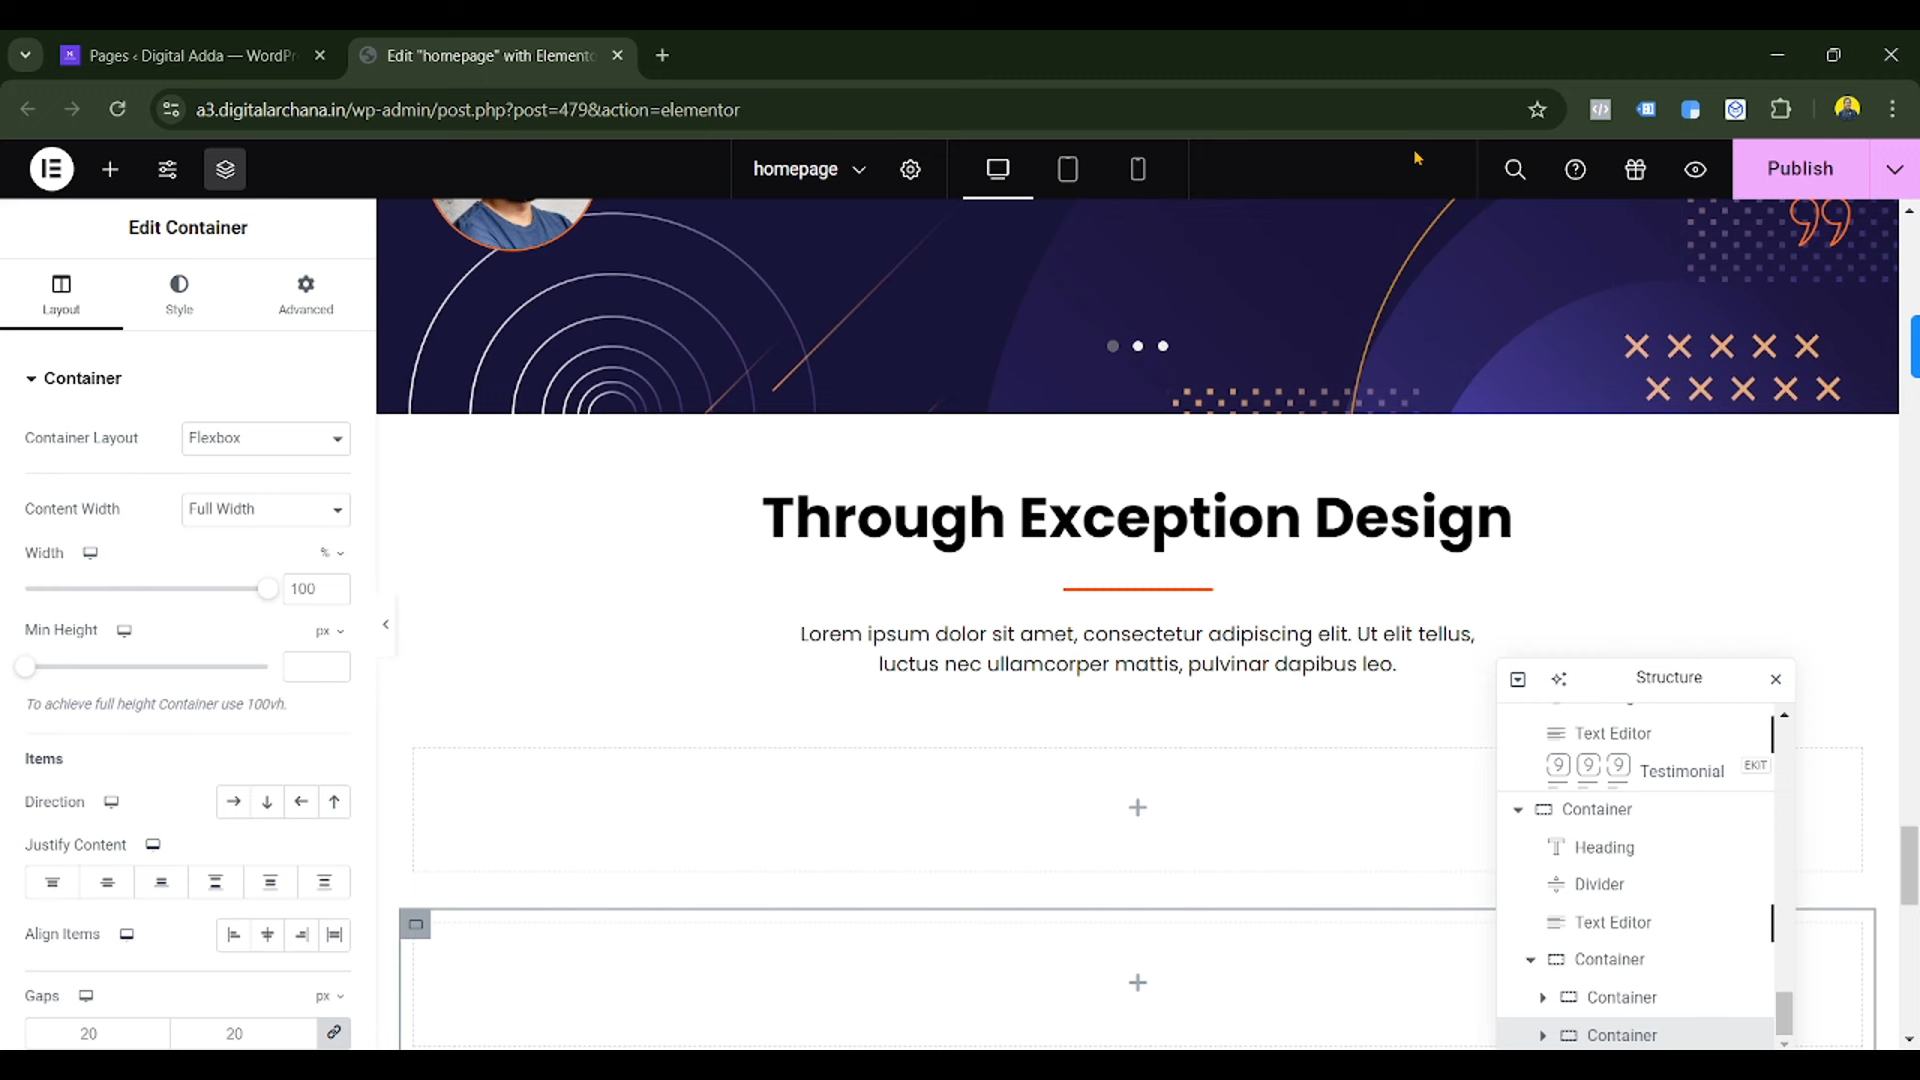 Pages ‹ Digital Adda — WordPr
Edit "homepage" with Elemento
a3.digitalarchana.in/wp-admin/post.php?post=479&action=elementor
homepage
Publish
Edit Container
Layout
Style
Advanced
Container
Container Layout
Flexbox
Content Width
Full Width
Width
%
100
Min Height
px
To achieve full height Container use 100vh.
Items
Direction
Justify Content
Align Items
Gaps
px
20
20
Through Exception Design
Lorem ipsum dolor sit amet, consectetur adipiscing elit. Ut elit tellus,
luctus nec ullamcorper mattis, pulvinar dapibus leo.
Structure
Text Editor
Testimonial
EKIT
Container
Heading
Divider
Text Editor
Container
Container
Container